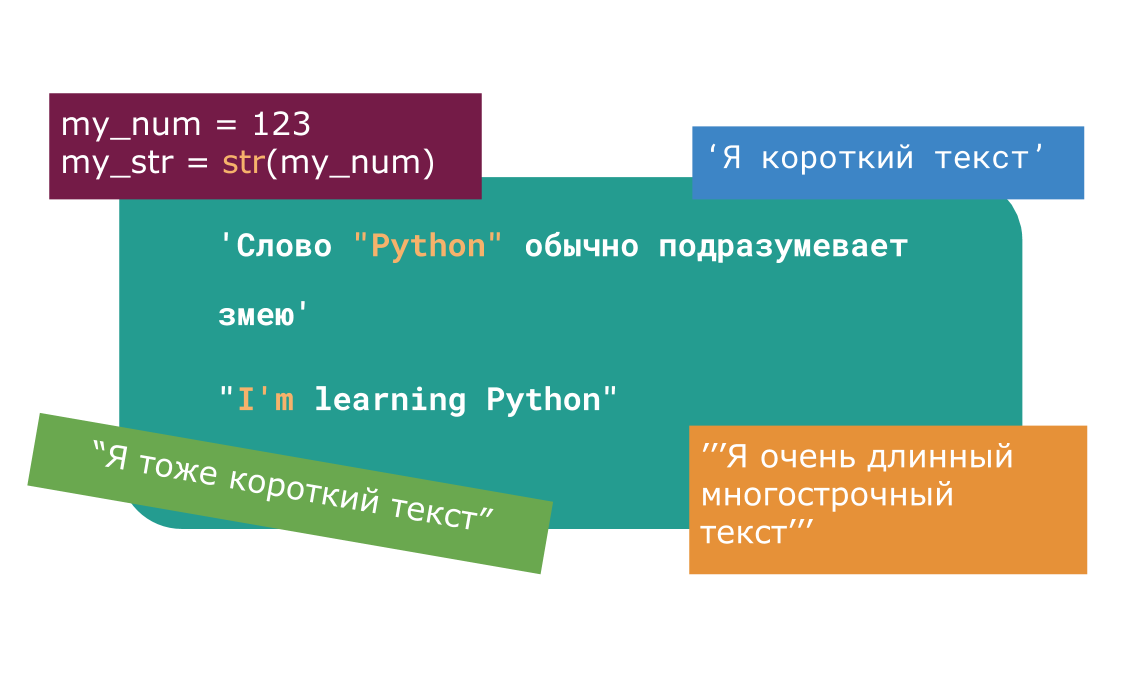 my_num = 123
my_str = str(my_num)
‘Я короткий текст’
'Слово "Python" обычно подразумевает
змею'
"I'm learning Python"
“Я тоже короткий текст”
’’’Я очень длинный
многострочный
текст’’’